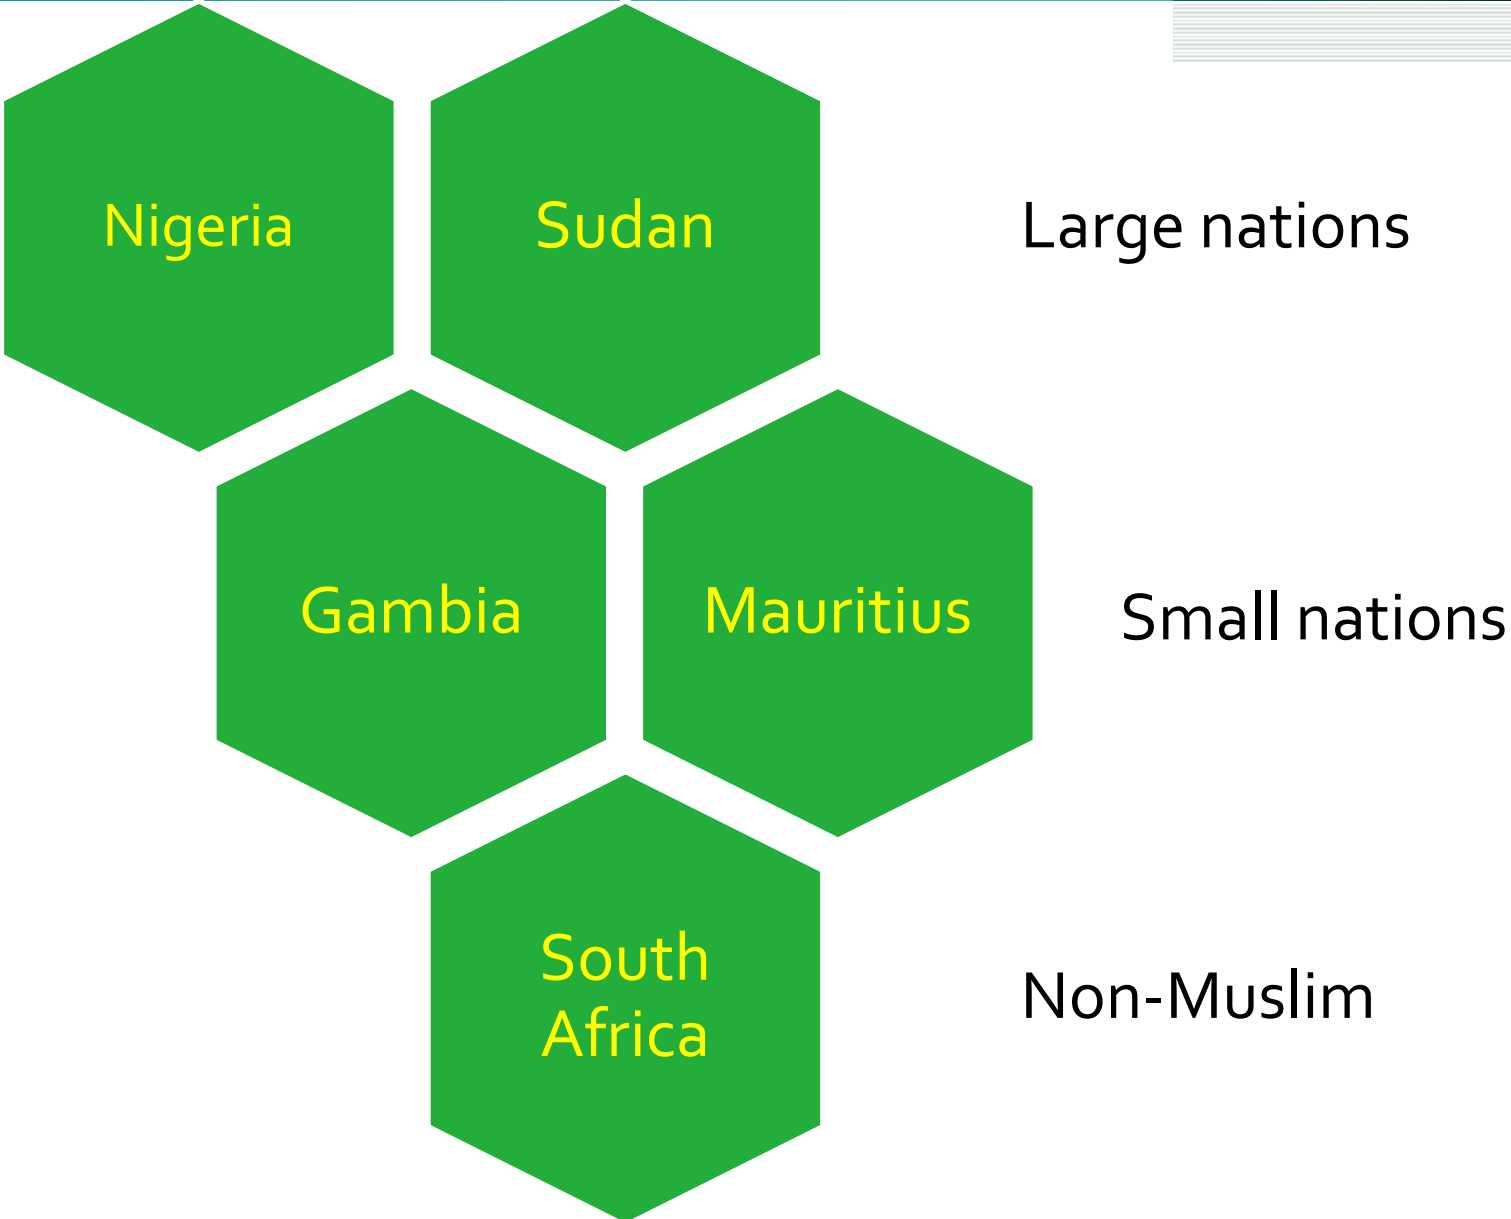 Nigeria
Sudan
Large nations
Gambia
Mauritius
Small nations
South
Africa
Non-Muslim